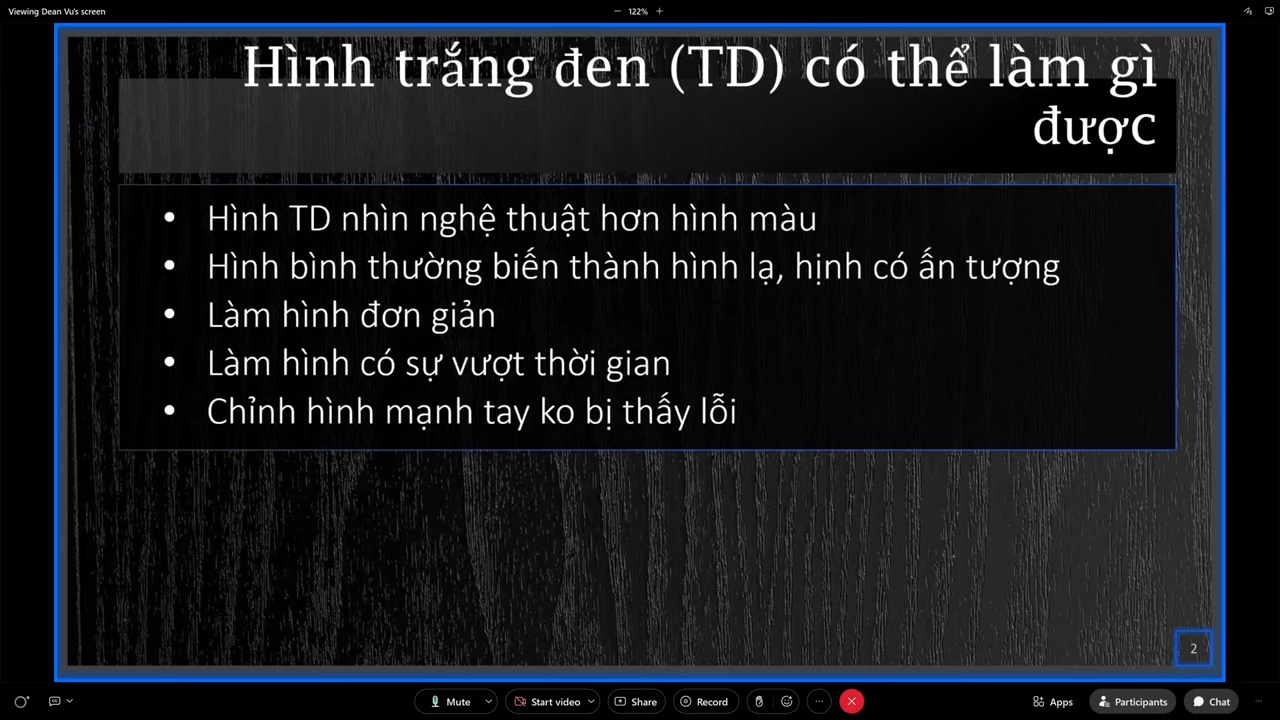 Viewing Dean Vu's screen
122%
Hình trắng đen (TD) có thể làm gì
được
• Hình TD nhìn nghệ thuật hơn hình màu
• Hình bình thường biến thành hình lạ, hịnh có ấn tượng
• Làm hình đơn giản
• Làm hình có sự vượt thời gian
• Chỉnh hình mạnh tay ko bị thấy lỗi
2
Mute
Start video
Share
Record
Apps
Participants
Chat